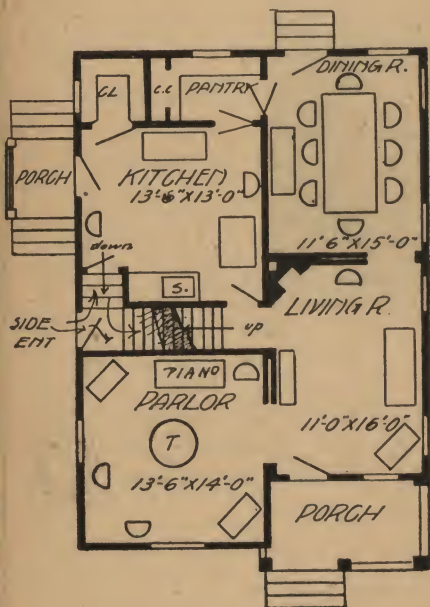 DINING R.
CL
C.C
PANTRY
PORCH
KITCHEN
13'-6"X13'-0"
11'6"X15'-0"
down
S.
LIVING R.
SIDE
ENT
up
PIANO
PARLOR
11'-0"X16'-0"
T.
13'-6"X14'-0"
PORCH